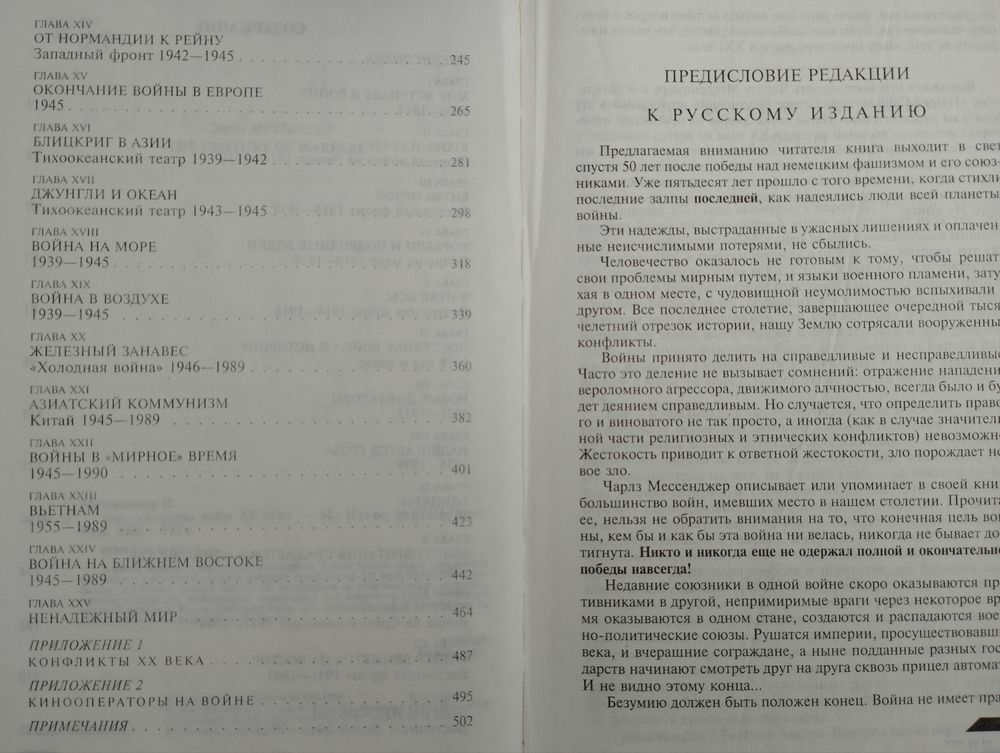 ГЛАВА XIV
ОТ НОРМАНДИИ К РЕЙНУ
Западный фронт 1942—1945 . . . . . . . . . . . . . . . . 245
ГЛАВА XV
ОКОНЧАНИЕ ВОЙНЫ В ЕВРОПЕ
1945 . . . . . . . . . . . . . . . . 265
ГЛАВА XVI
БЛИЦКРИГ В АЗИИ
Тихоокеанский театр 1939—1942 . . . . . . . . . . . . . . . . 281
ГЛАВА XVII
ДЖУНГЛИ И ОКЕАН
Тихоокеанский театр 1943—1945 . . . . . . . . . . . . . . . . 298
ГЛАВА XVIII
ВОЙНА НА МОРЕ
1939—1945 . . . . . . . . . . . . . . . . 318
ГЛАВА XIX
ВОЙНА В ВОЗДУХЕ
1939—1945 . . . . . . . . . . . . . . . . 339
ГЛАВА XX
ЖЕЛЕЗНЫЙ ЗАНАВЕС
«Холодная война» 1946—1989 . . . . . . . . . . . . . . . . 360
ГЛАВА XXI
АЗИАТСКИЙ КОММУНИЗМ
Китай 1945—1989 . . . . . . . . . . . . . . . . 382
ГЛАВА XXII
ВОЙНЫ В «МИРНОЕ» ВРЕМЯ
1945—1990 . . . . . . . . . . . . . . . . 401
ГЛАВА XXIII
ВЬЕТНАМ
1955—1989 . . . . . . . . . . . . . . . . 423
ГЛАВА XXIV
ВОЙНА НА БЛИЖНЕМ ВОСТОКЕ
1945—1989 . . . . . . . . . . . . . . . . 442
ГЛАВА XXV
НЕНАДЕЖНЫЙ МИР . . . . . . . . . . . . . . . . 464
ПРИЛОЖЕНИЕ 1
КОНФЛИКТЫ XX ВЕКА . . . . . . . . . . . . . . . . 487
ПРИЛОЖЕНИЕ 2
КИНООПЕРАТОРЫ НА ВОЙНЕ . . . . . . . . . . . . . . . . 495
ПРИМЕЧАНИЯ . . . . . . . . . . . . . . . . 502
ПРЕДИСЛОВИЕ РЕДАКЦИИ
К РУССКОМУ ИЗДАНИЮ
Предлагаемая вниманию читателя книга выходит в свет
спустя 50 лет после победы над немецким фашизмом и его союз-
никами. Уже пятьдесят лет прошло с того времени, когда стихли
последние залпы последней, как надеялись люди всей планеты,
войны.
Эти надежды, выстраданные в ужасных лишениях и оплачен-
ные неисчислимыми потерями, не сбылись.
Человечество оказалось не готовым к тому, чтобы решат
свои проблемы мирным путем, и языки военного пламени, зату
хая в одном месте, с чудовищной неумолимостью вспыхивали
другом. Все последнее столетие, завершающее очередной тыся
челетний отрезок истории, нашу Землю сотрясали вооруженны
конфликты.
Войны принято делить на справедливые и несправедливые
Часто это деление не вызывает сомнений: отражение нападени
вероломного агрессора, движимого алчностью, всегда было и бу
дет деянием справедливым. Но случается, что определить право
го и виноватого не так просто, а иногда (как в случае значитель
ной части религиозных и этнических конфликтов) невозможн
Жестокость приводит к ответной жестокости, зло порождает но
вое зло.
Чарлз Мессенджер описывает или упоминает в своей книг
большинство войн, имевших место в нашем столетии. Прочита
ее, нельзя не обратить внимания на то, что конечная цель вой
ны, кем бы и как бы эта война ни велась, никогда не бывает до
тигнута. Никто и никогда еще не одержал полной и окончательно
победы навсегда!
Недавние союзники в одной войне скоро оказываются пр
тивниками в другой, непримиримые враги через некоторое вр
мя оказываются в одном стане, создаются и распадаются вое
но-политические союзы. Рушатся империи, просуществовавш
века, и вчерашние сограждане, а ныне подданные разных гос
дарств начинают смотреть друг на друга сквозь прицел автомат
И не видно этому конца...
Безумию должен быть положен конец. Война не имеет пра
www.ay.by